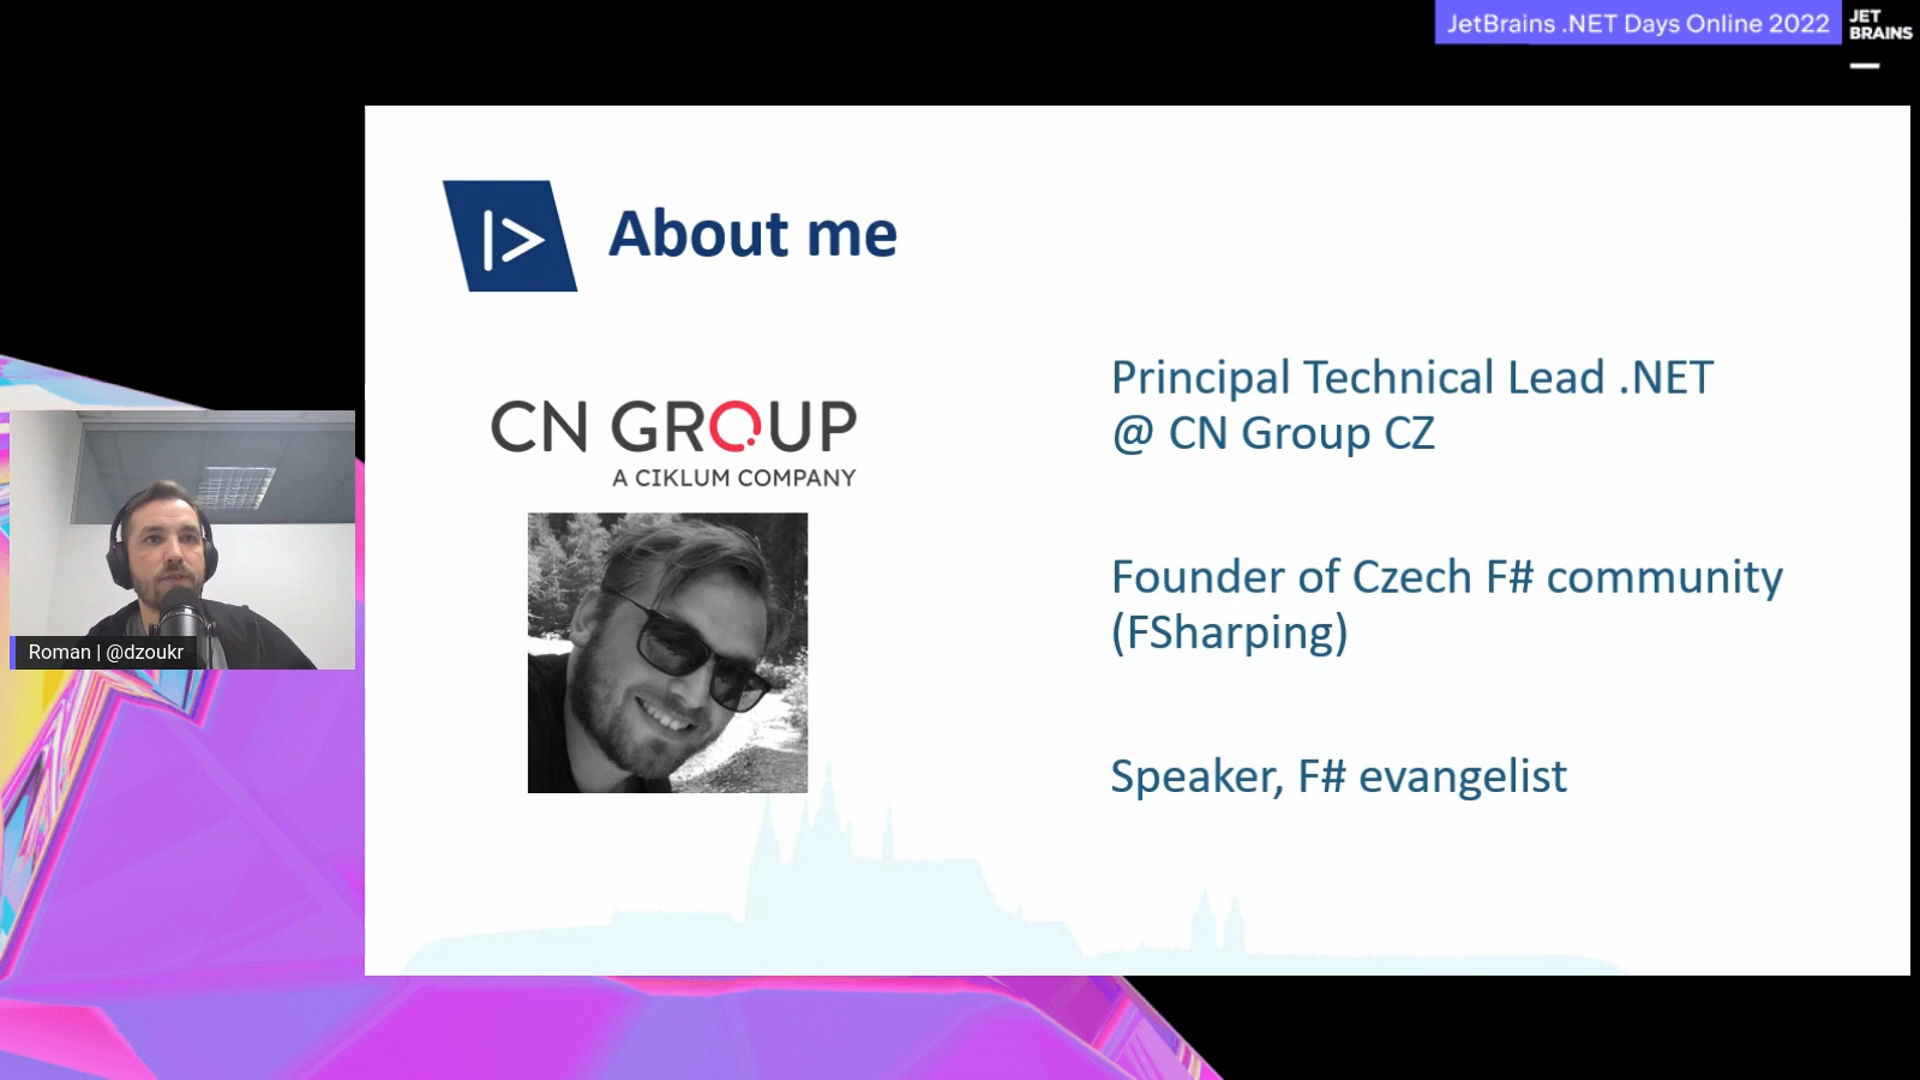 JetBrains .NET Days Online 2022
JET
BRAINS
|> About me
CN GROUP
A CIKLUM COMPANY
Principal Technical Lead .NET
@ CN Group CZ
Founder of Czech F# community
(FSharping)
Speaker, F# evangelist
Roman | @dzoukr